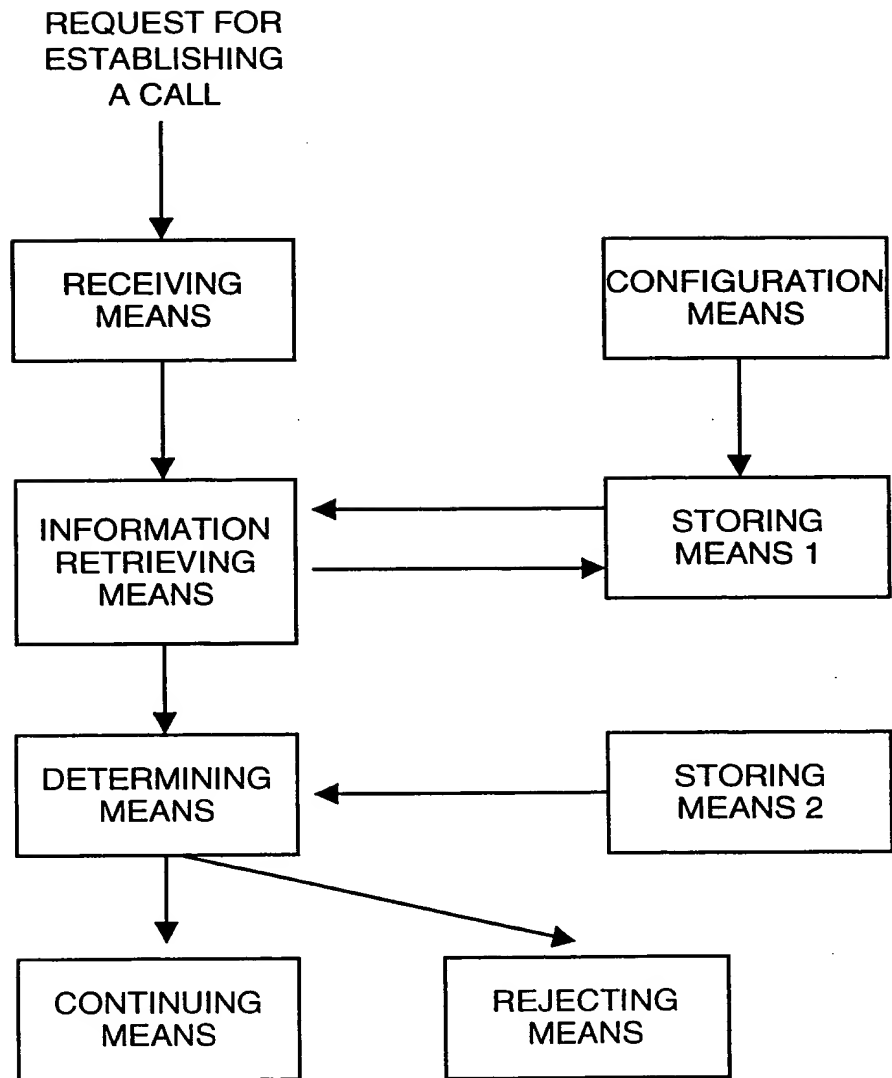 REQUEST FOR
ESTABLISHING
A CALL
RECEIVING
MEANS
CONFIGURATION
MEANS
INFORMATION
RETRIEVING
MEANS
STORING
MEANS 1
DETERMINING
MEANS
STORING
MEANS 2
CONTINUING
MEANS
REJECTING
MEANS